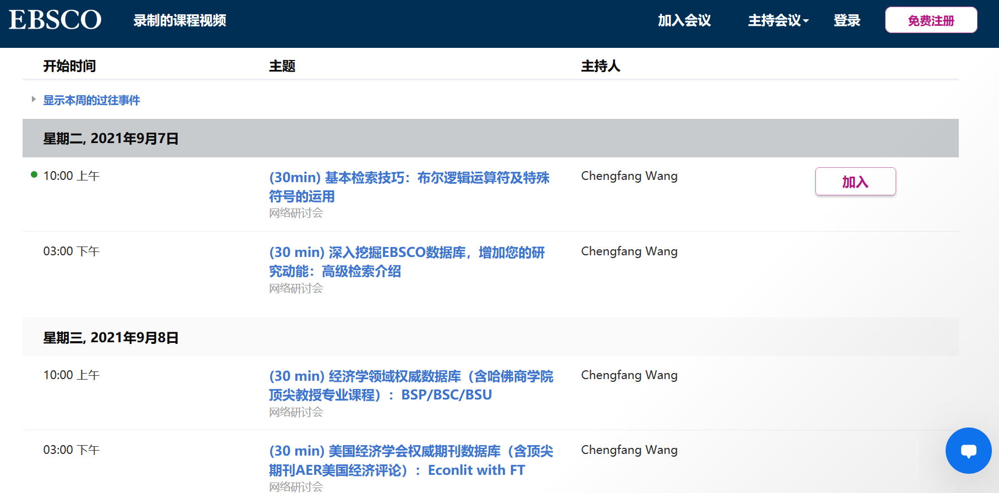 EBSCO 录制的课程视频 加入会议 主持会议 登录 免费注册
开始时间 主题 主持人
显示本周的过往事件
星期二, 2021年9月7日
10:00 上午 (30min) 基本检索技巧：布尔逻辑运算符及特殊 Chengfang Wang 加入
符号的运用
网络研讨会
03:00 下午 (30 min) 深入挖掘EBSCO数据库，增加您的研 Chengfang Wang
究动能：高级检索介绍
网络研讨会
星期三, 2021年9月8日
10:00 上午 (30 min) 经济学领域权威数据库（含哈佛商学院 Chengfang Wang
顶尖教授专业课程）：BSP/BSC/BSU
网络研讨会
03:00 下午 (30 min) 美国经济学会权威期刊数据库（含顶尖 Chengfang Wang
期刊AER美国经济评论）：Econlit with FT
网络研讨会